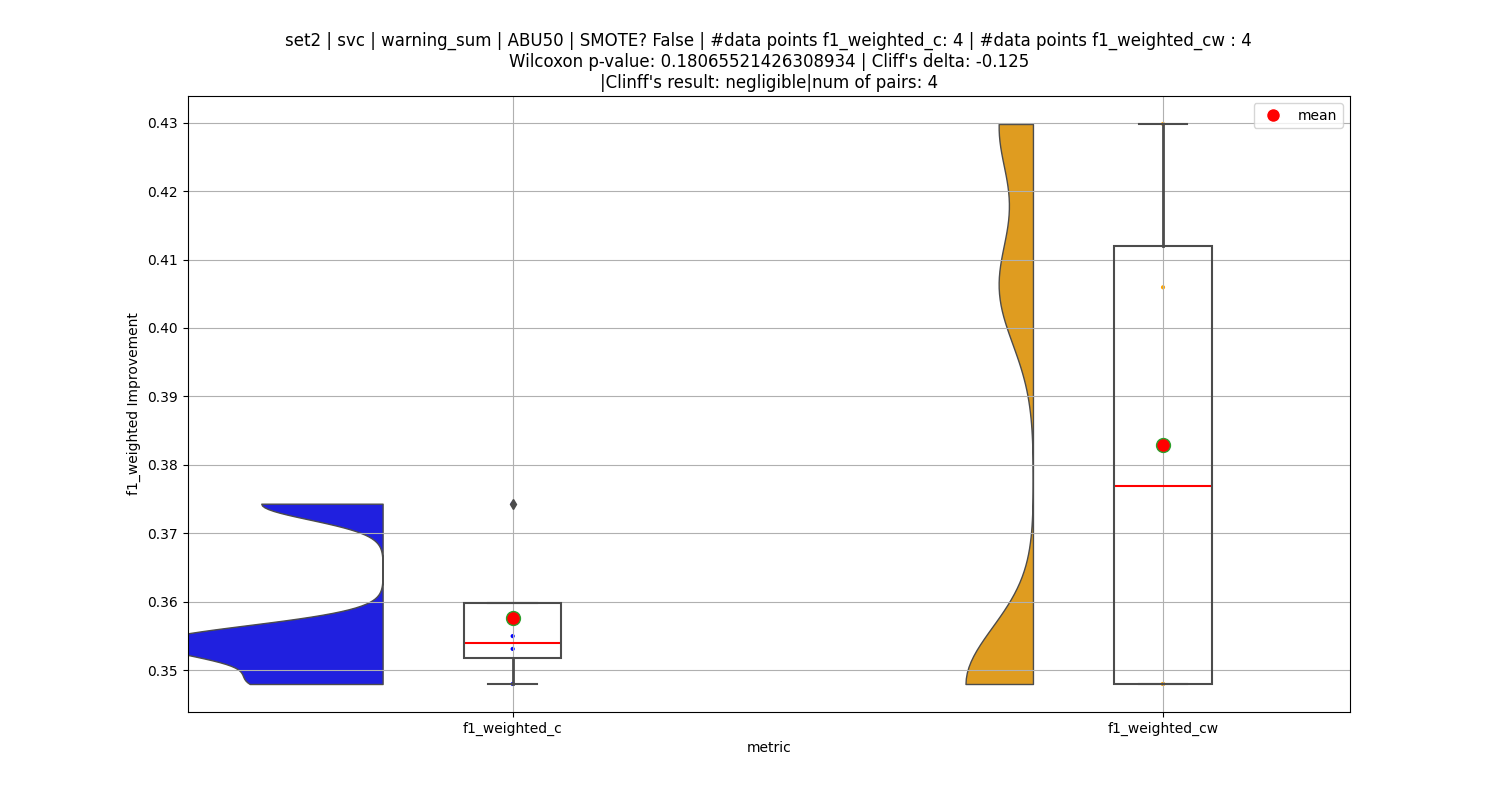 set2 | svc | warning_sum | ABU50 | SMOTE? False | #data points f1_weighted_c: 4 | #data points f1_weighted_cw : 4
Wilcoxon p-value: 0.18065521426308934 | Cliff's delta: -0.125
|Clinff's result: negligible|num of pairs: 4
mean
0.43
0.42
0.41
0.40
0.39
0.38
0.37
0.36
0.35
f1_weighted Improvement
f1_weighted_c
f1_weighted_cw
metric